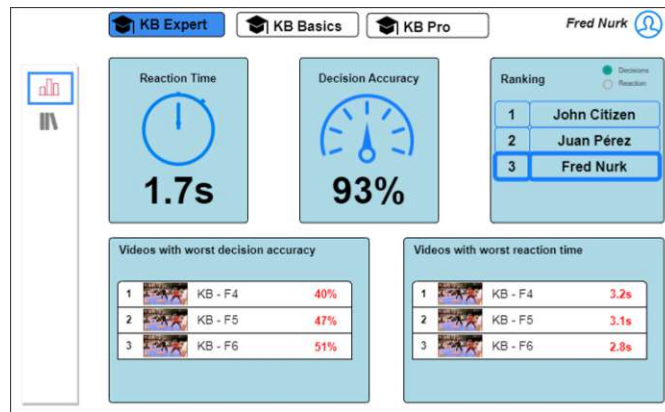 KB Expert
KB Basics
KB Pro
Fred Nurk
Reaction Time
1.7s
Decision Accuracy
93%
Ranking
Decisions
Reaction
1 John Citizen
2 Juan Pérez
3 Fred Nurk
Videos with worst decision accuracy
1 KB - F4 40%
2 KB - F5 47%
3 KB - F6 51%
Videos with worst reaction time
1 KB - F4 3.2s
2 KB - F5 3.1s
3 KB - F6 2.8s